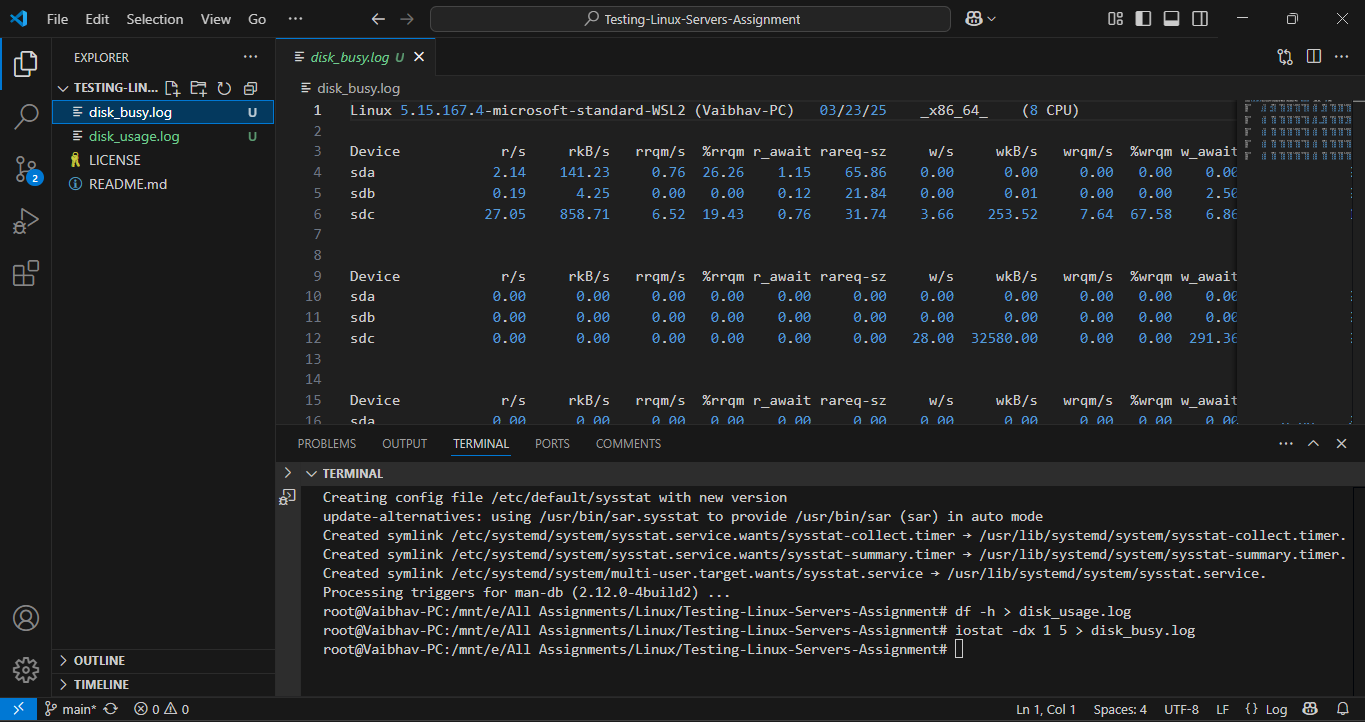 File Edit Selection View Go ··· Testing-Linux-Servers-Assignment
EXPLORER ···
TESTING-LIN...
disk_busy.log U
disk_usage.log U
LICENSE
README.md
OUTLINE
TIMELINE
disk_busy.log U
disk_busy.log
1 Linux 5.15.167.4-microsoft-standard-WSL2 (Vaibhav-PC) 03/23/25 _x86_64_ (8 CPU)
2
3 Device r/s rkB/s rrqm/s %rrqm r_await rareq-sz w/s wkB/s wrqm/s %wrqm w_await
4 sda 2.14 141.23 0.76 26.26 1.15 65.86 0.00 0.00 0.00 0.00 0.00
5 sdb 0.19 4.25 0.00 0.00 0.12 21.84 0.00 0.01 0.00 0.00 2.50
6 sdc 27.05 858.71 6.52 19.43 0.76 31.74 3.66 253.52 7.64 67.58 6.86
7
8
9 Device r/s rkB/s rrqm/s %rrqm r_await rareq-sz w/s wkB/s wrqm/s %wrqm w_await
10 sda 0.00 0.00 0.00 0.00 0.00 0.00 0.00 0.00 0.00 0.00 0.00
11 sdb 0.00 0.00 0.00 0.00 0.00 0.00 0.00 0.00 0.00 0.00 0.00
12 sdc 0.00 0.00 0.00 0.00 0.00 0.00 28.00 32580.00 0.00 0.00 291.36
13
14
15 Device r/s rkB/s rrqm/s %rrqm r_await rareq-sz w/s wkB/s wrqm/s %wrqm w_await
16 sda 0.00 0.00 0.00 0.00 0.00 0.00 0.00 0.00 0.00 0.00 0.00
PROBLEMS OUTPUT TERMINAL PORTS COMMENTS
TERMINAL
Creating config file /etc/default/sysstat with new version
update-alternatives: using /usr/bin/sar.sysstat to provide /usr/bin/sar (sar) in auto mode
Created symlink /etc/systemd/system/sysstat.service.wants/sysstat-collect.timer → /usr/lib/systemd/system/sysstat-collect.timer.
Created symlink /etc/systemd/system/sysstat.service.wants/sysstat-summary.timer → /usr/lib/systemd/system/sysstat-summary.timer.
Created symlink /etc/systemd/system/multi-user.target.wants/sysstat.service → /usr/lib/systemd/system/sysstat.service.
Processing triggers for man-db (2.12.0-4build2) ...
root@Vaibhav-PC:/mnt/e/All Assignments/Linux/Testing-Linux-Servers-Assignment# df -h > disk_usage.log
root@Vaibhav-PC:/mnt/e/All Assignments/Linux/Testing-Linux-Servers-Assignment# iostat -dx 1 5 > disk_busy.log
root@Vaibhav-PC:/mnt/e/All Assignments/Linux/Testing-Linux-Servers-Assignment#
2
main* 0 0 Ln 1, Col 1 Spaces: 4 UTF-8 LF {} Log